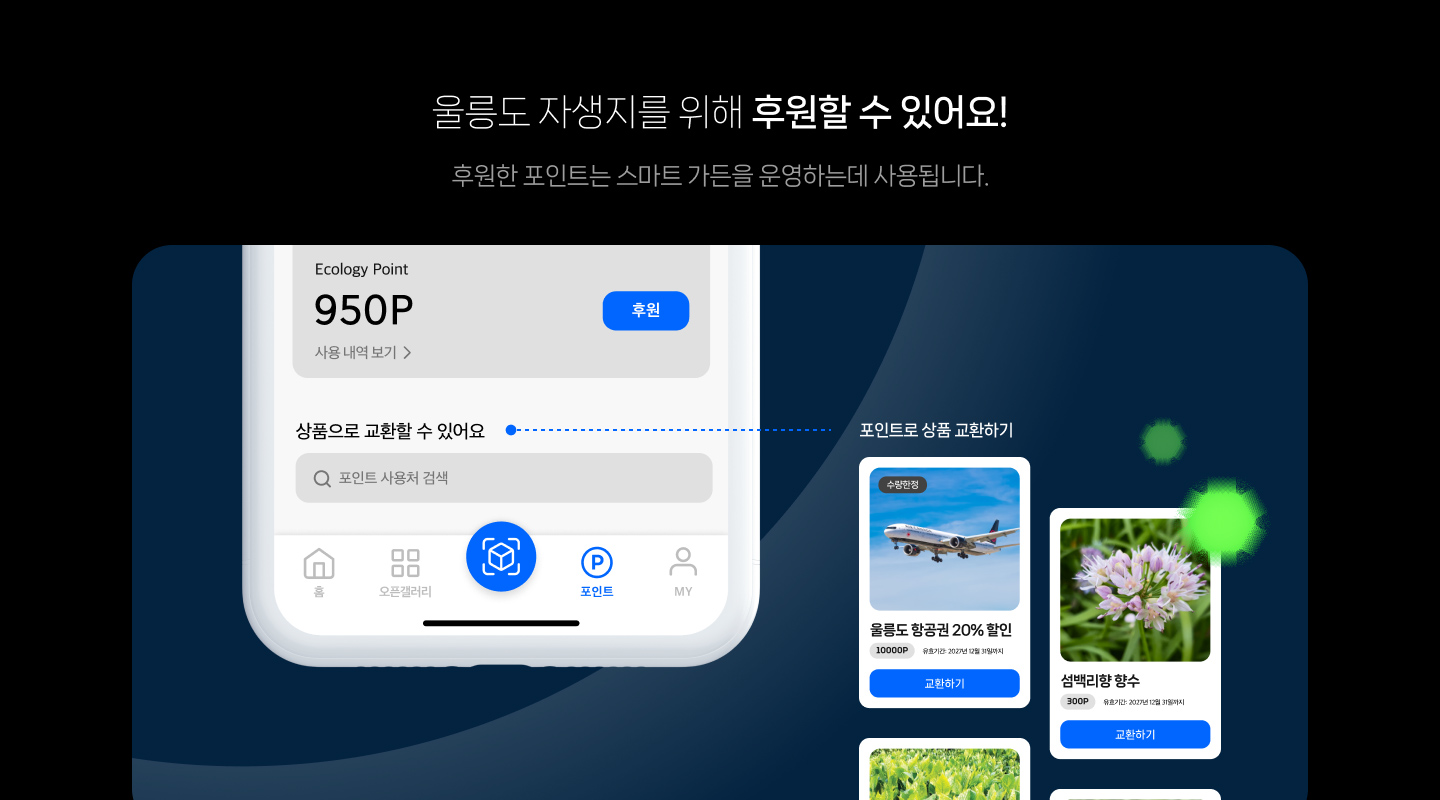 울릉도 자생지를 위해 후원할 수 있어요!
후원한 포인트는 스마트 가든을 운영하는데 사용됩니다.
Ecology Point
950P
후원
사용 내역 보기
상품으로 교환할 수 있어요
포인트 사용처 검색
홈
오픈갤러리
P
포인트
MY
포인트로 상품 교환하기
수량한정
울릉도 항공권 20% 할인
10000P
유효기간: 2027년 12월 31일까지
교환하기
섬백리향 향수
300P
유효기간: 2027년 12월 31일까지
교환하기